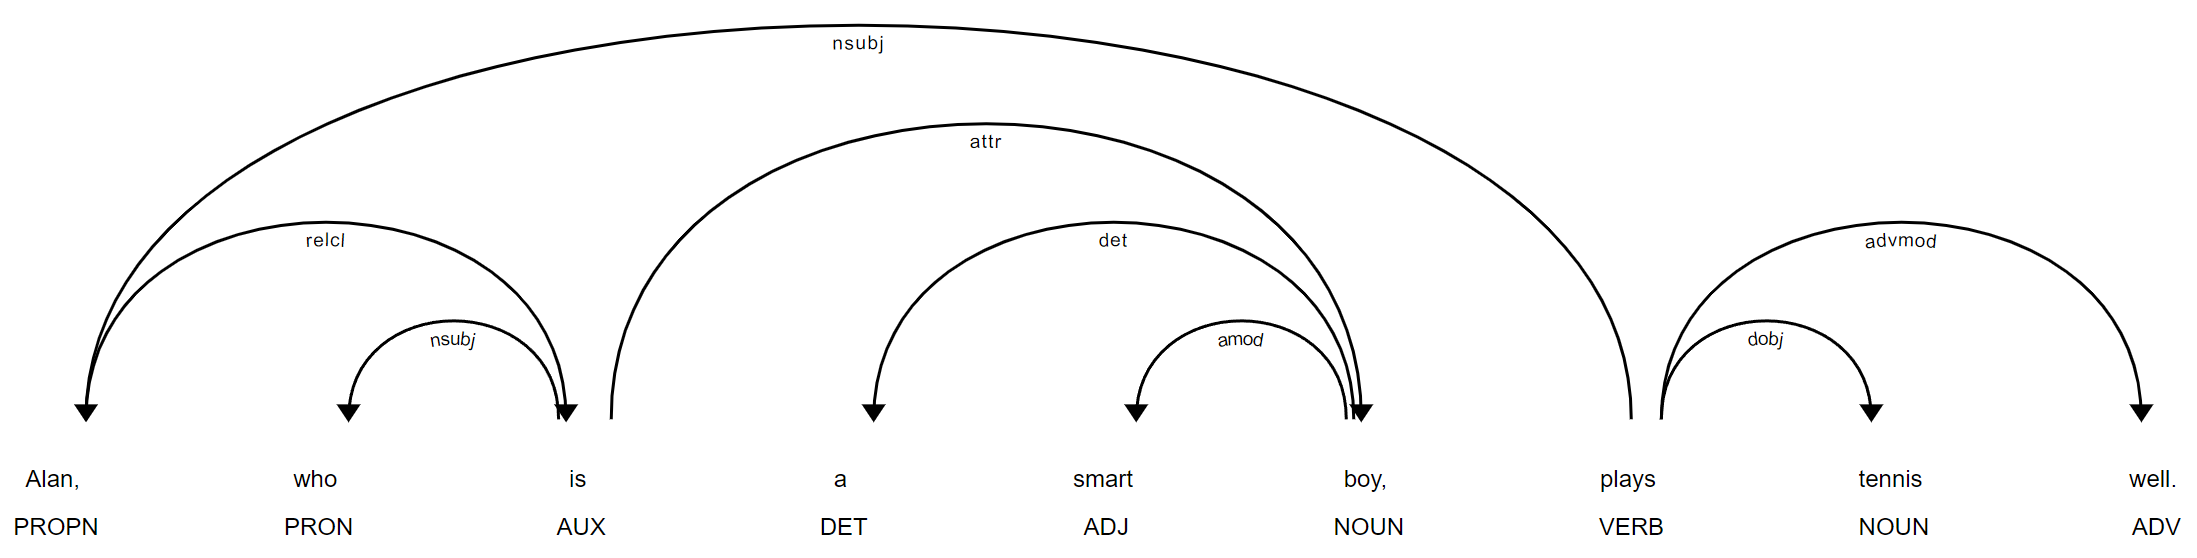 nsubj
attr
relcl det advmod
nsubj amod dobj
Alan, who is a smart boy, plays tennis well.
PROPN PRON AUX DET ADJ NOUN VERB NOUN ADV